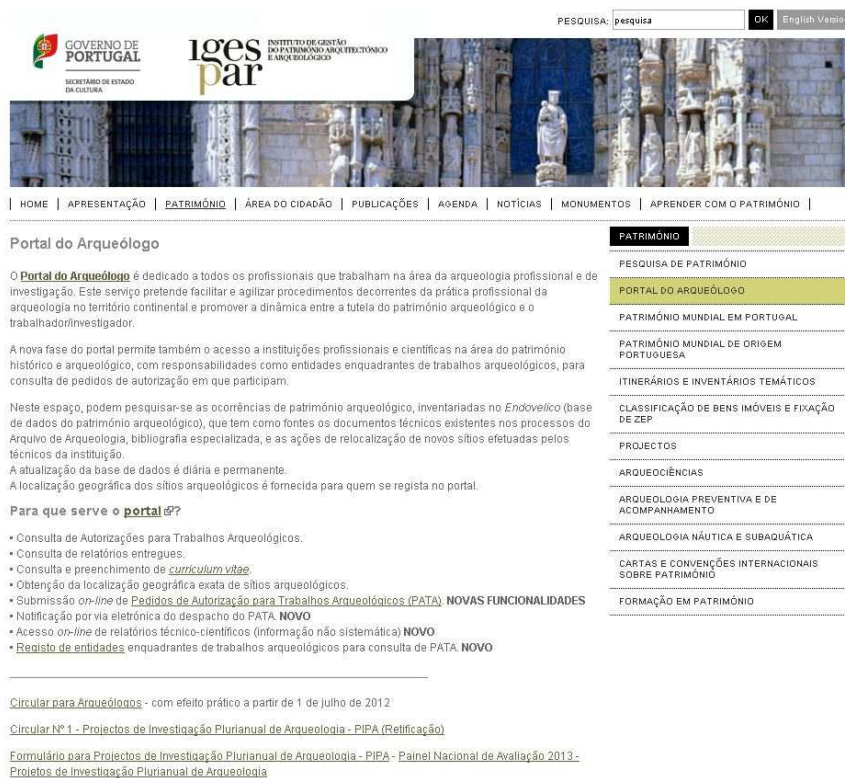 PESQUISA: pesquisa OK English Versio
GOVERNO DE
PORTUGAL
SECRETÁRIO DE ESTADO
DA CULTURA
igespar
INSTITUTO DE GESTÃO
DO PATRIMÓNIO ARQUITECTÓNICO
E ARQUEOLÓGICO
| HOME | APRESENTAÇÃO | PATRIMÓNIO | ÁREA DO CIDADÃO | PUBLICAÇÕES | AGENDA | NOTÍCIAS | MONUMENTOS | APRENDER COM O PATRIMÓNIO |
Portal do Arqueólogo
O Portal do Arqueólogo é dedicado a todos os profissionais que trabalham na área da arqueologia profissional e de
investigação. Este serviço pretende facilitar e agilizar procedimentos decorrentes da prática profissional da
arqueologia no território continental e promover a dinâmica entre a tutela do património arqueológico e o
trabalhador/investigador.
A nova fase do portal permite também o acesso a instituições profissionais e científicas na área do património
histórico e arqueológico, com responsabilidades como entidades enquadrantes de trabalhos arqueológicos, para
consulta de pedidos de autorização em que participam.
Neste espaço, podem pesquisar-se as ocorrências de património arqueológico, inventariadas no Endovelico (base
de dados do património arqueológico), que tem como fontes os documentos técnicos existentes nos processos do
Arquivo de Arqueologia, bibliografia especializada, e as ações de relocalização de novos sítios efetuadas pelos
técnicos da instituição.
A atualização da base de dados é diária e permanente.
A localização geográfica dos sítios arqueológicos é fornecida para quem se regista no portal.
Para que serve o portal?
▪ Consulta de Autorizações para Trabalhos Arqueológicos.
▪ Consulta de relatórios entregues.
▪ Consulta e preenchimento de curriculum vitae.
▪ Obtenção da localização geográfica exata de sítios arqueológicos.
▪ Submissão on-line de Pedidos de Autorização para Trabalhos Arqueológicos (PATA). NOVAS FUNCIONALIDADES
▪ Notificação por via eletrónica do despacho do PATA. NOVO
▪ Acesso on-line de relatórios técnico-científicos (informação não sistemática) NOVO
▪ Registo de entidades enquadrantes de trabalhos arqueológicos para consulta de PATA. NOVO
Circular para Arqueólogos - com efeito prático a partir de 1 de julho de 2012
Circular Nº 1 - Projectos de Investigação Plurianual de Arqueologia - PIPA (Retificação)
Formulário para Projectos de Investigação Plurianual de Arqueologia - PIPA - Painel Nacional de Avaliação 2013 -
Projetos de Investigação Plurianual de Arqueologia
PATRIMÓNIO
PESQUISA DE PATRIMÓNIO
PORTAL DO ARQUEÓLOGO
PATRIMÓNIO MUNDIAL EM PORTUGAL
PATRIMÓNIO MUNDIAL DE ORIGEM
PORTUGUESA
ITINERÁRIOS E INVENTÁRIOS TEMÁTICOS
CLASSIFICAÇÃO DE BENS IMÓVEIS E FIXAÇÃO
DE ZEP
PROJECTOS
ARQUEOCIÊNCIAS
ARQUEOLOGIA PREVENTIVA E DE
ACOMPANHAMENTO
ARQUEOLOGIA NÁUTICA E SUBAQUÁTICA
CARTAS E CONVENÇÕES INTERNACIONAIS
SOBRE PATRIMÓNIO
FORMAÇÃO EM PATRIMÓNIO